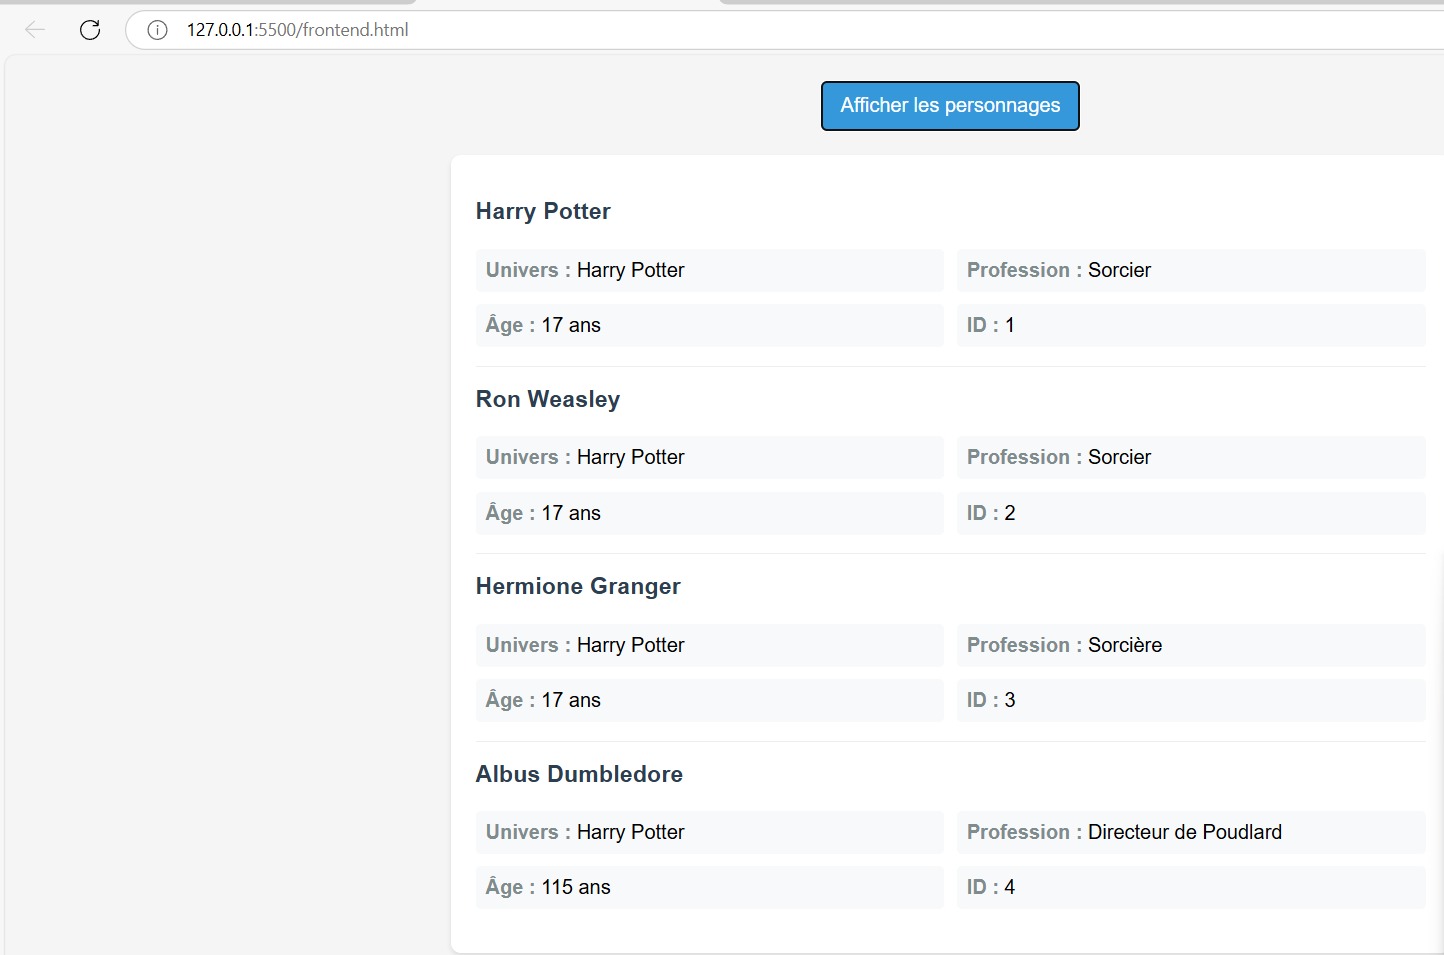 127.0.0.1:5500/frontend.html
Afficher les personnages
Harry Potter
Univers : Harry Potter
Profession : Sorcier
Âge : 17 ans
ID : 1
Ron Weasley
Univers : Harry Potter
Profession : Sorcier
Âge : 17 ans
ID : 2
Hermione Granger
Univers : Harry Potter
Profession : Sorcière
Âge : 17 ans
ID : 3
Albus Dumbledore
Univers : Harry Potter
Profession : Directeur de Poudlard
Âge : 115 ans
ID : 4